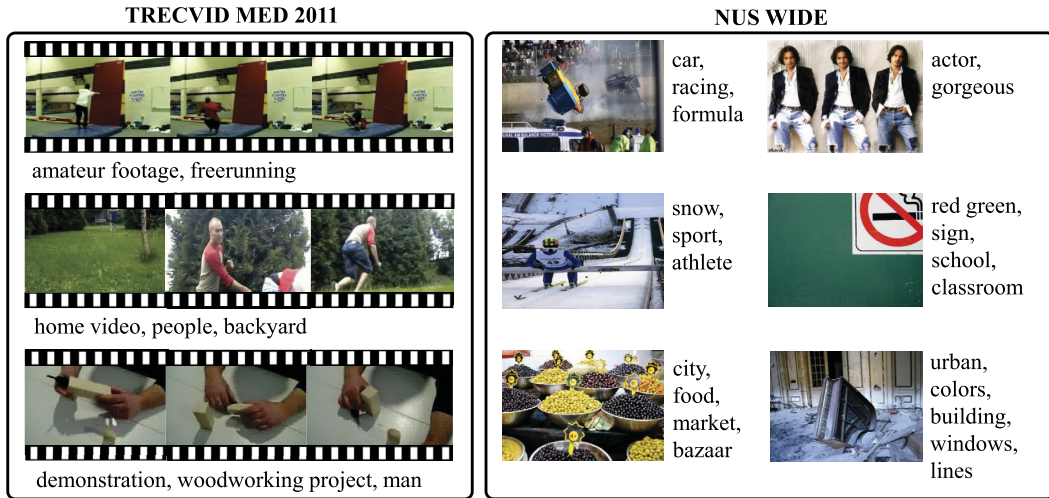 TRECVID MED 2011
amateur footage, freerunning
home video, people, backyard
demonstration, woodworking project, man
NUS WIDE
car,
racing,
formula
actor,
gorgeous
snow,
sport,
athlete
red green,
sign,
school,
classroom
city,
food,
market,
bazaar
urban,
colors,
building,
windows,
lines